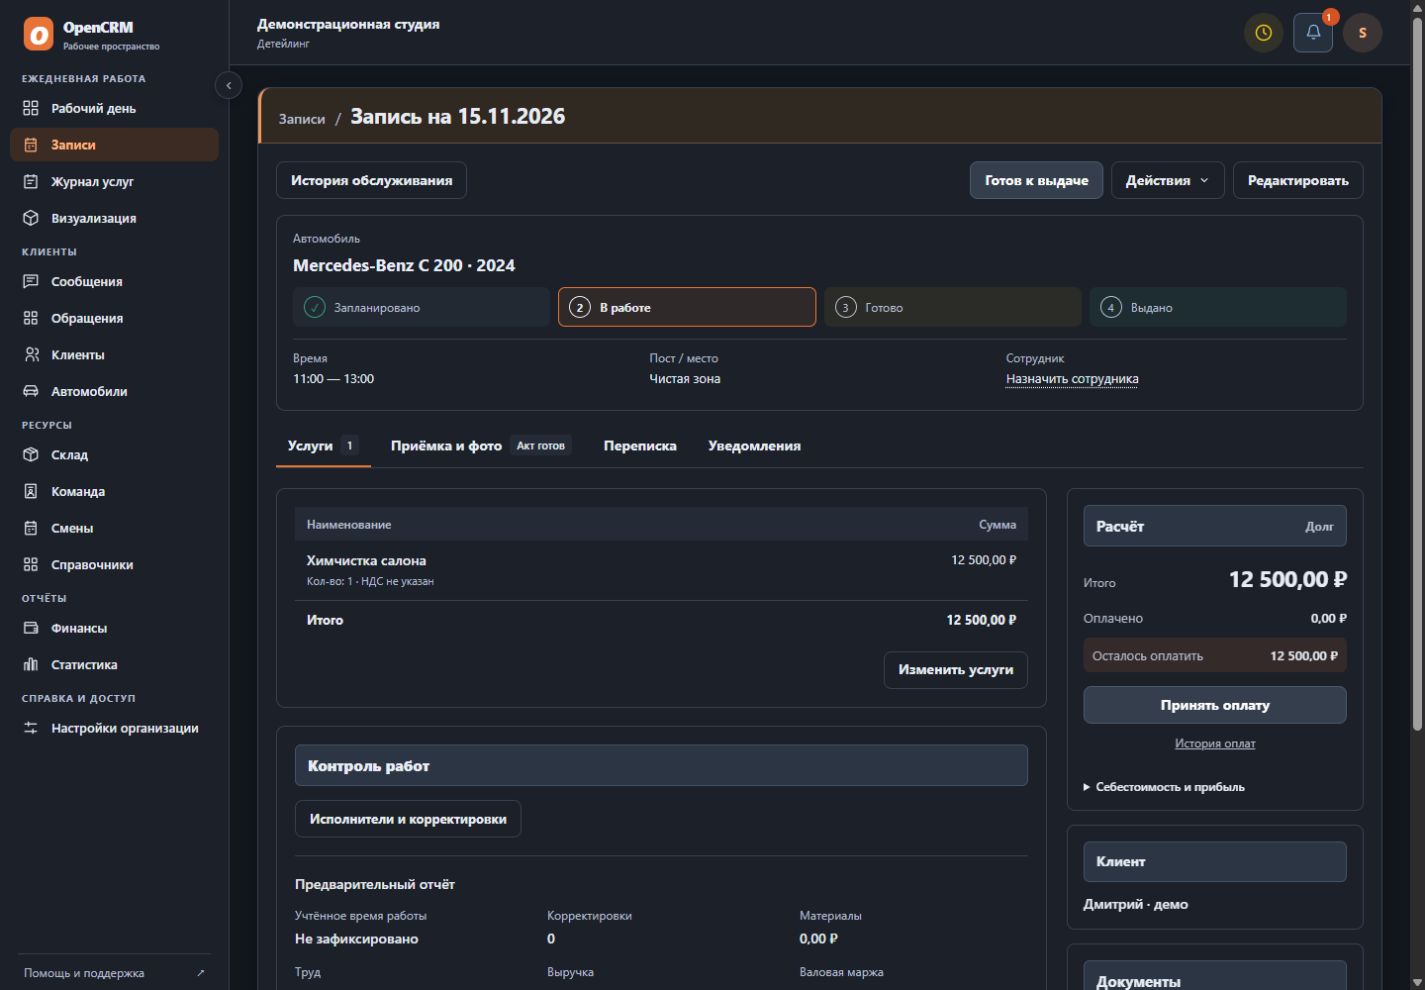 OpenCRM
Рабочее пространство
ЕЖЕДНЕВНАЯ РАБОТА
Рабочий день
Записи
Журнал услуг
Визуализация
КЛИЕНТЫ
Сообщения
Обращения
Клиенты
Автомобили
РЕСУРСЫ
Склад
Команда
Смены
Справочники
ОТЧЁТЫ
Финансы
Статистика
СПРАВКА И ДОСТУП
Настройки организации
Помощь и поддержка ↗
Демонстрационная студия
Детейлинг
1
S
Записи / Запись на 15.11.2026
История обслуживания
Готов к выдаче
Действия
Редактировать
Автомобиль
Mercedes-Benz C 200 · 2024
✓ Запланировано
2 В работе
3 Готово
4 Выдано
Время
11:00 — 13:00
Пост / место
Чистая зона
Сотрудник
Назначить сотрудника
Услуги 1
Приёмка и фото Акт готов
Переписка
Уведомления
Наименование Сумма
Химчистка салона 12 500,00 ₽
Кол-во: 1 · НДС не указан
Итого 12 500,00 ₽
Изменить услуги
Контроль работ
Исполнители и корректировки
Предварительный отчёт
Учтённое время работы
Не зафиксировано
Корректировки
0
Материалы
0,00 ₽
Труд
Выручка
Валовая маржа
Расчёт Долг
Итого 12 500,00 ₽
Оплачено 0,00 ₽
Осталось оплатить 12 500,00 ₽
Принять оплату
История оплат
Себестоимость и прибыль
Клиент
Дмитрий · демо
Документы